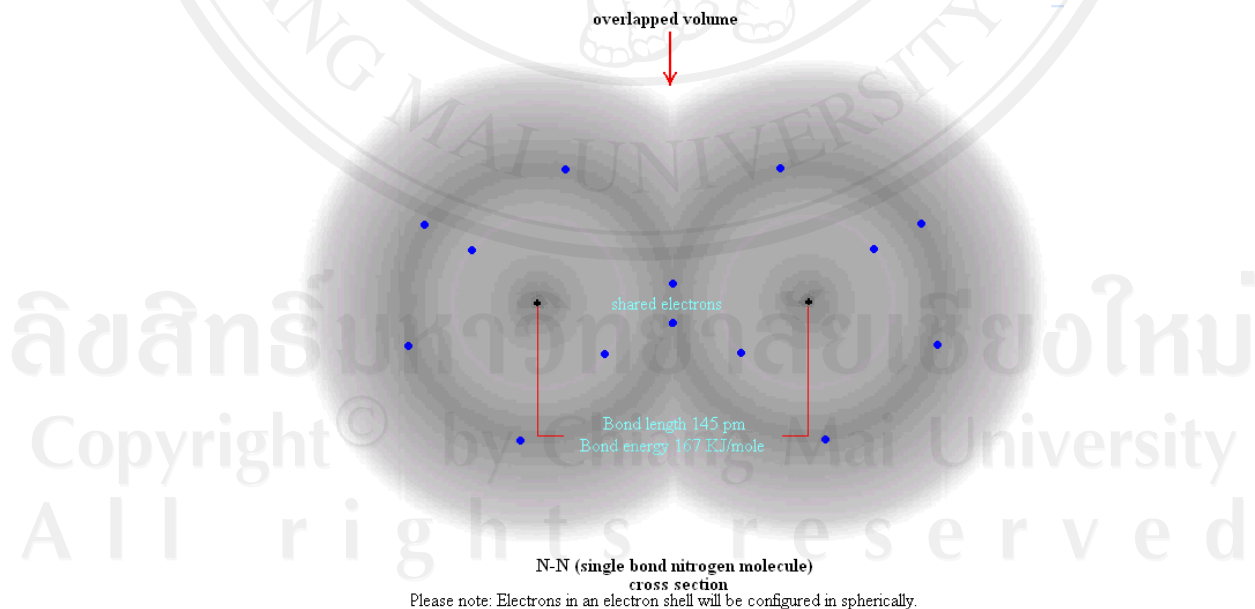 overlapped volume
ANG MAI UNIVERS
shared electrons
ลิขสิทธิ์มหาวิทยาลัยเชียงใหม่
Bond length 145 pm
Bond energy 167 KJ/mole
Copyright© by Chiang Mai University
All rights reserved
N-N (single bond nitrogen molecule)
cross section
Please note: Electrons in an electron shell will be configured in spherically.